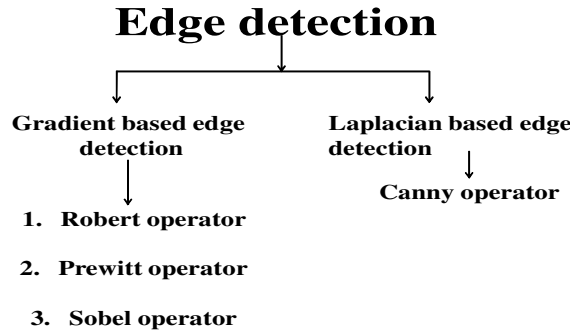 Edge detection
Gradient based edge
detection
Laplacian based edge
detection
Canny operator
1. Robert operator
2. Prewitt operator
3. Sobel operator